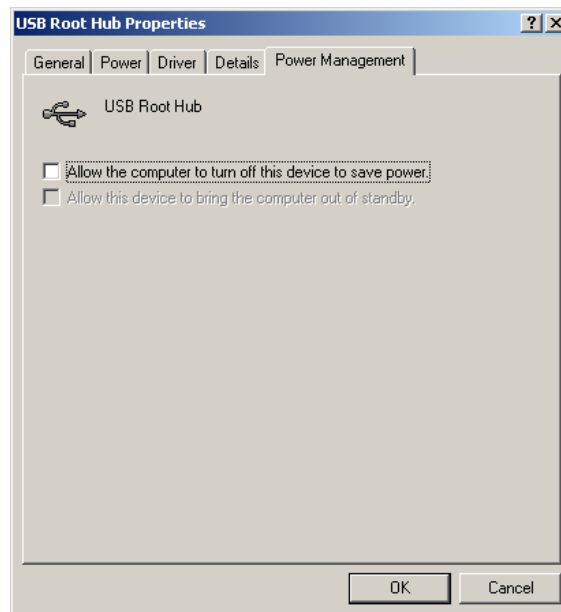 USB Root Hub Properties
General
Power
Driver
Details
Power Management
USB Root Hub
Allow the computer to turn off this device to save power.
Allow this device to bring the computer out of standby.
OK
Cancel